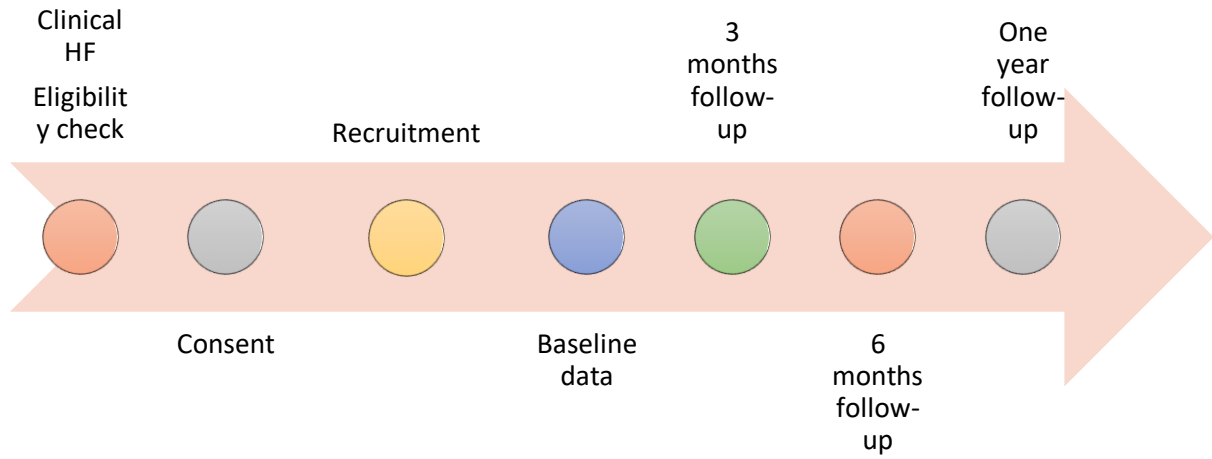 Clinical
HF
Eligibilit
y check
Consent
Recruitment
Baseline
data
3
months
follow-
up
6
months
follow-
up
One
year
follow-
up